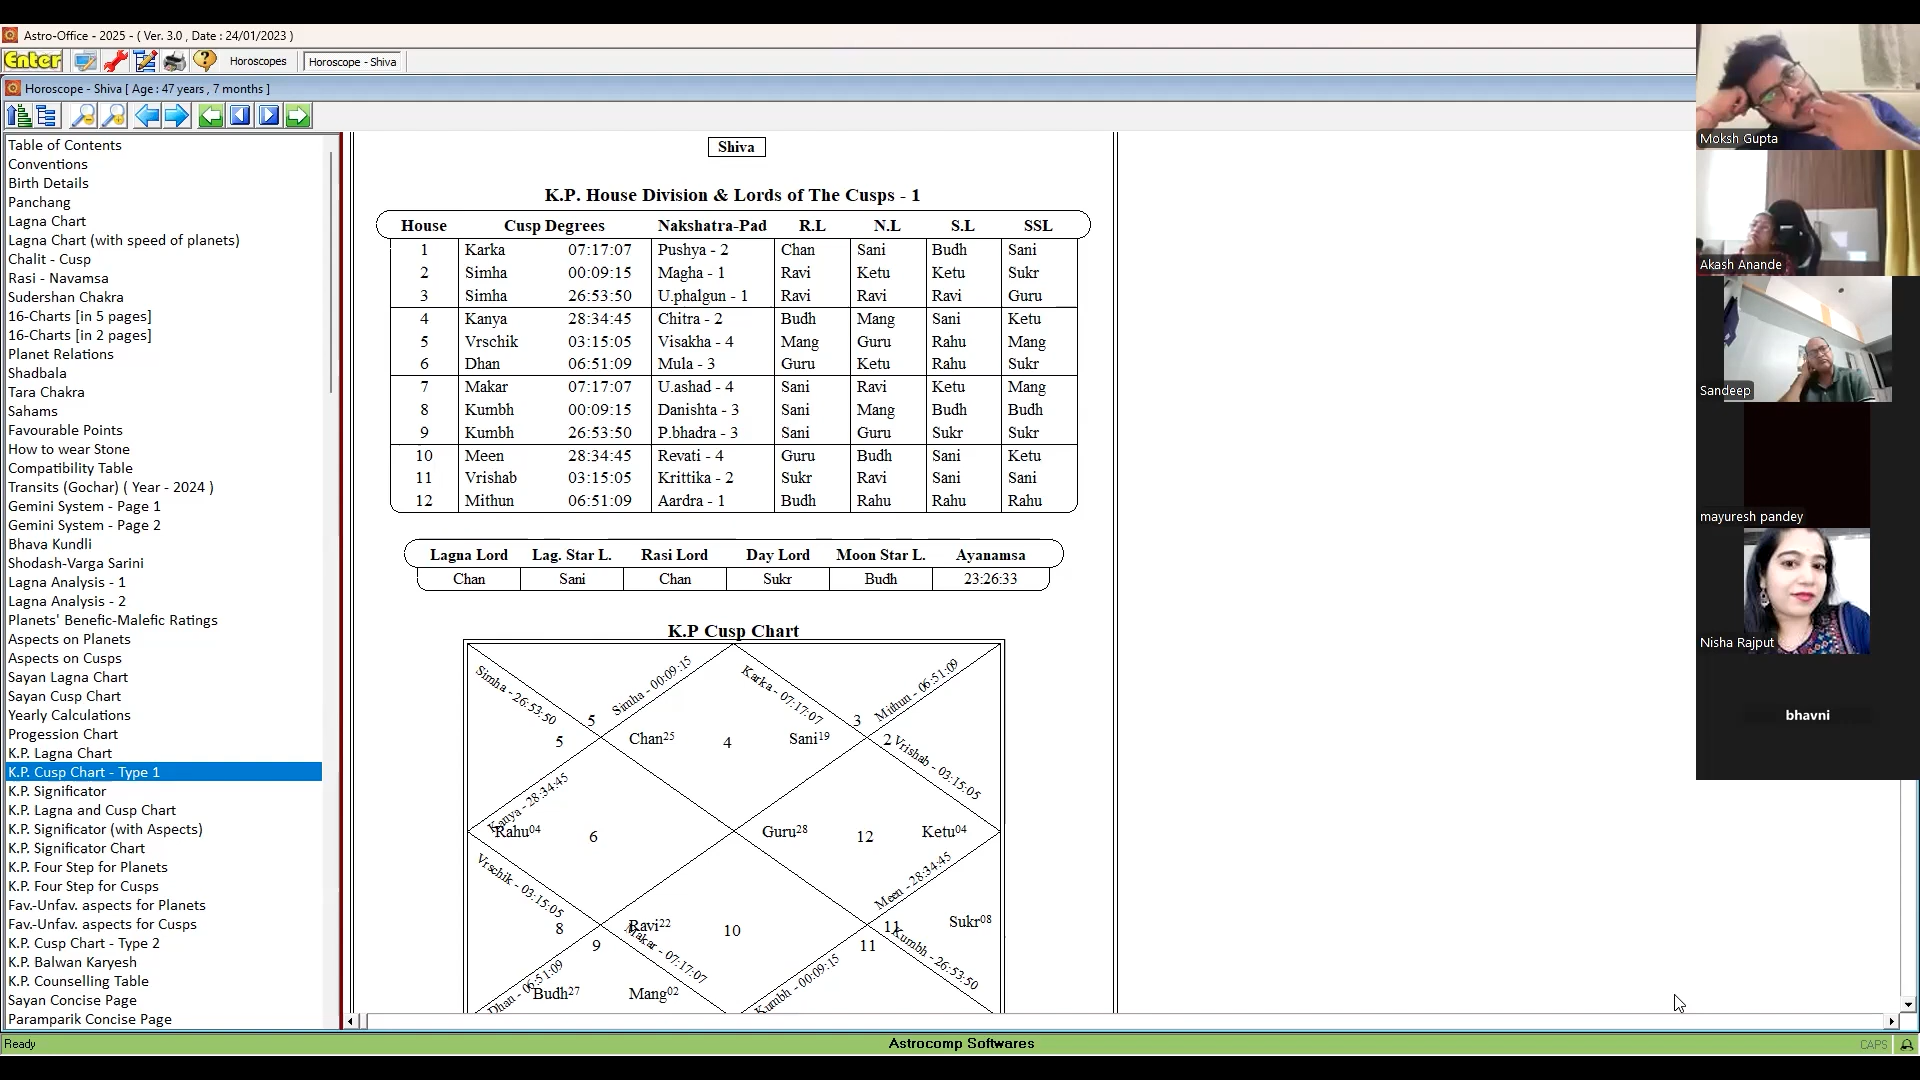 Astro-Office - 2025 - ( Ver. 3.0 , Date : 24/01/2023 )
Enter Horoscopes Horoscope - Shiva
Horoscope - Shiva [ Age : 47 years , 7 months ]
Table of Contents
Conventions
Birth Details
Panchang
Lagna Chart
Lagna Chart (with speed of planets)
Chalit - Cusp
Rasi - Navamsa
Sudershan Chakra
16-Charts [in 5 pages]
16-Charts [in 2 pages]
Planet Relations
Shadbala
Tara Chakra
Sahams
Favourable Points
How to wear Stone
Compatibility Table
Transits (Gochar) ( Year - 2024 )
Gemini System - Page 1
Gemini System - Page 2
Bhava Kundli
Shodash-Varga Sarini
Lagna Analysis - 1
Lagna Analysis - 2
Planets' Benefic-Malefic Ratings
Aspects on Planets
Aspects on Cusps
Sayan Lagna Chart
Sayan Cusp Chart
Yearly Calculations
Progession Chart
K.P. Lagna Chart
K.P. Cusp Chart - Type 1
K.P. Significator
K.P. Lagna and Cusp Chart
K.P. Significator (with Aspects)
K.P. Significator Chart
K.P. Four Step for Planets
K.P. Four Step for Cusps
Fav.-Unfav. aspects for Planets
Fav.-Unfav. aspects for Cusps
K.P. Cusp Chart - Type 2
K.P. Balwan Karyesh
K.P. Counselling Table
Sayan Concise Page
Paramparik Concise Page
Shiva
K.P. House Division & Lords of The Cusps - 1
House Cusp Degrees Nakshatra-Pad R.L N.L S.L SSL
1 Karka 07:17:07 Pushya - 2 Chan Sani Budh Sani
2 Simha 00:09:15 Magha - 1 Ravi Ketu Ketu Sukr
3 Simha 26:53:50 U.phalgun - 1 Ravi Ravi Ravi Guru
4 Kanya 28:34:45 Chitra - 2 Budh Mang Sani Ketu
5 Vrschik 03:15:05 Visakha - 4 Mang Guru Rahu Mang
6 Dhan 06:51:09 Mula - 3 Guru Ketu Rahu Sukr
7 Makar 07:17:07 U.ashad - 4 Sani Ravi Ketu Mang
8 Kumbh 00:09:15 Danishta - 3 Sani Mang Budh Budh
9 Kumbh 26:53:50 P.bhadra - 3 Sani Guru Sukr Sukr
10 Meen 28:34:45 Revati - 4 Guru Budh Sani Ketu
11 Vrishab 03:15:05 Krittika - 2 Sukr Ravi Sani Sani
12 Mithun 06:51:09 Aardra - 1 Budh Rahu Rahu Rahu
Lagna Lord Lag. Star L. Rasi Lord Day Lord Moon Star L. Ayanamsa
Chan Sani Chan Sukr Budh 23:26:33
K.P Cusp Chart
Simha - 26:53:50
Simha - 00:09:15
Karka - 07:17:07
Mithun - 06:51:09
5 3
5 Chan25 4 Sani19 2
Vrishab - 03:15:05
Kanya - 28:34:45
Rahu04 6 Guru28 12 Ketu04
Vrschik - 03:15:05
Meen - 28:34:45
8 Ravi22 10 11 Sukr08
9 11
Makar - 07:17:07
Kumbh - 26:53:50
Dhan - 06:51:09
Kumbh - 00:09:15
Budh27 Mang02
Moksh Gupta
Akash Anande
Sandeep
mayuresh pandey
Nisha Rajput
bhavni
Ready Astrocomp Softwares CAPS